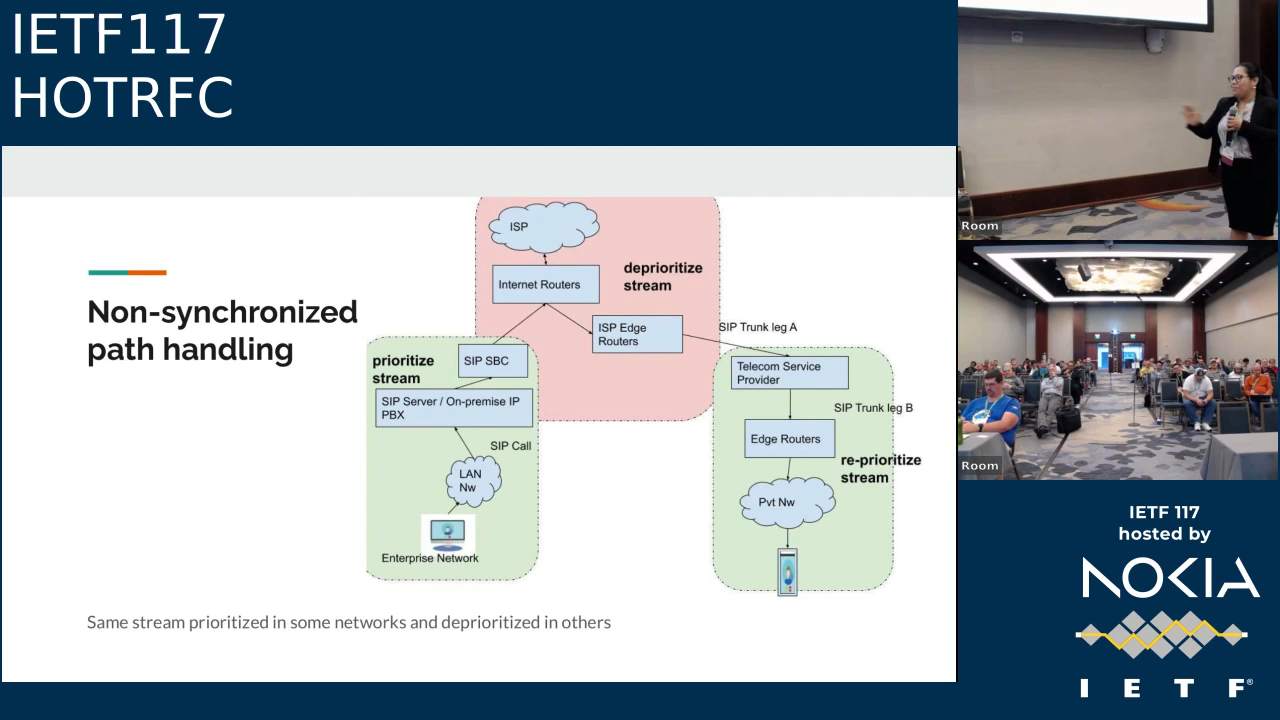 IETF117
HOTRFC
Non-synchronized
path handling
ISP
Internet Routers
deprioritize
stream
ISP Edge
Routers
SIP Trunk leg A
prioritize
stream
SIP SBC
SIP Server / On-premise IP
PBX
SIP Call
LAN
Nw
Enterprise Network
Telecom Service
Provider
SIP Trunk leg B
Edge Routers
re-prioritize
stream
Pvt Nw
Same stream prioritized in some networks and deprioritized in others
Room
Room
IETF 117
hosted by
NOKIA
I E T F®